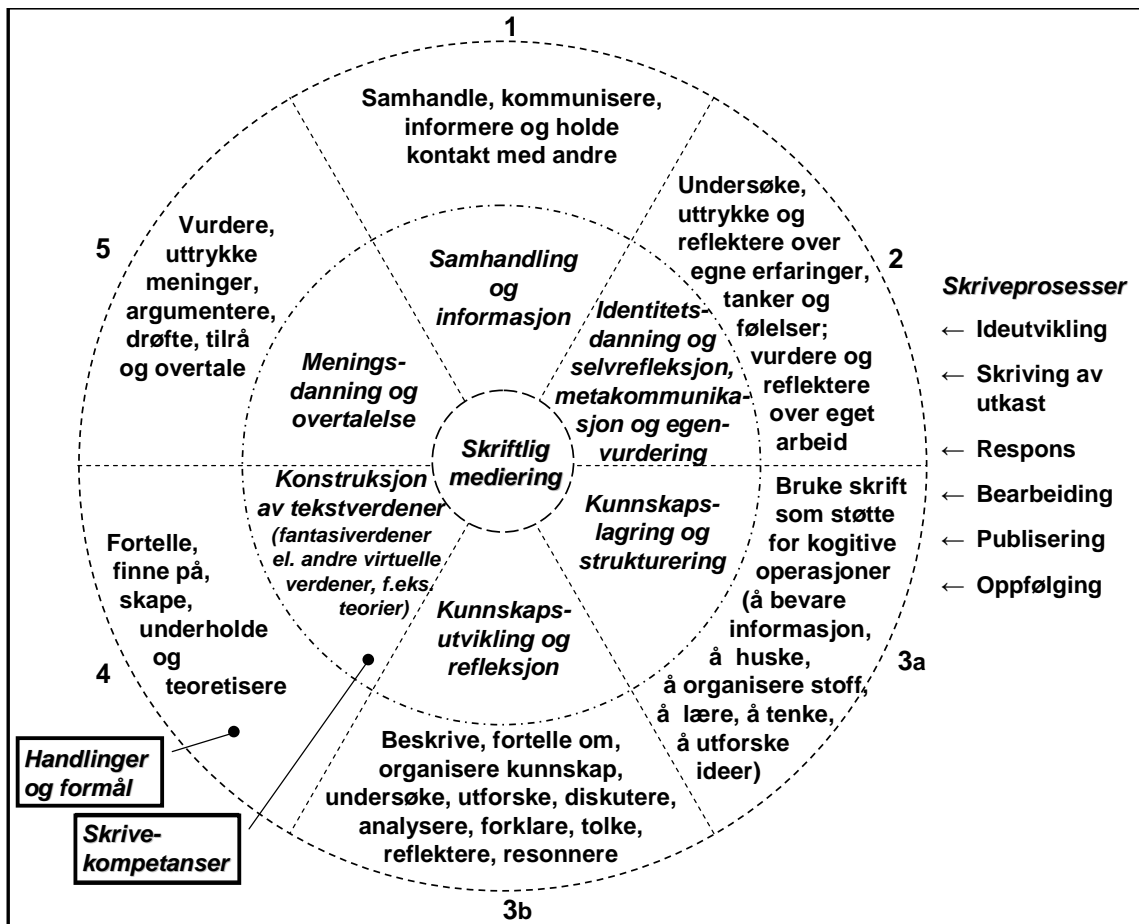 1
Samhandle, kommunisere,
informere og holde
kontakt med andre
2
Undersøke,
uttrykke og
reflektere over
egne erfaringer,
tanker og
følelser;
vurdere og
reflektere
over eget
arbeid
3a
Bruke skrift
som støtte
for kogitive
operasjoner
(å bevare
informasjon,
å huske,
å organisere stoff,
å lære, å tenke,
å utforske
ideer)
3b
Beskrive, fortelle om,
organisere kunnskap,
undersøke, utforske, diskutere,
analysere, forklare, tolke,
reflektere, resonnere
4
Fortelle,
finne på,
skape,
underholde
og
teoretisere
5
Vurdere,
uttrykke
meninger,
argumentere,
drøfte, tilrå
og overtale
Samhandling
og
informasjon
Identitets-
danning og
selvrefleksjon,
metakommunika-
sjon og egen-
vurdering
Kunnskaps-
lagring og
strukturering
Kunnskaps-
utvikling og
refleksjon
Konstruksjon
av tekstverdener
(fantasiverdener
el. andre virtuelle
verdener, f.eks.
teorier)
Menings-
danning og
overtalelse
Skriftlig
mediering
Handlinger
og formål
Skrive-
kompetanser
Skriveprosesser
← Ideutvikling
← Skriving av
utkast
← Respons
← Bearbeiding
← Publisering
← Oppfølging